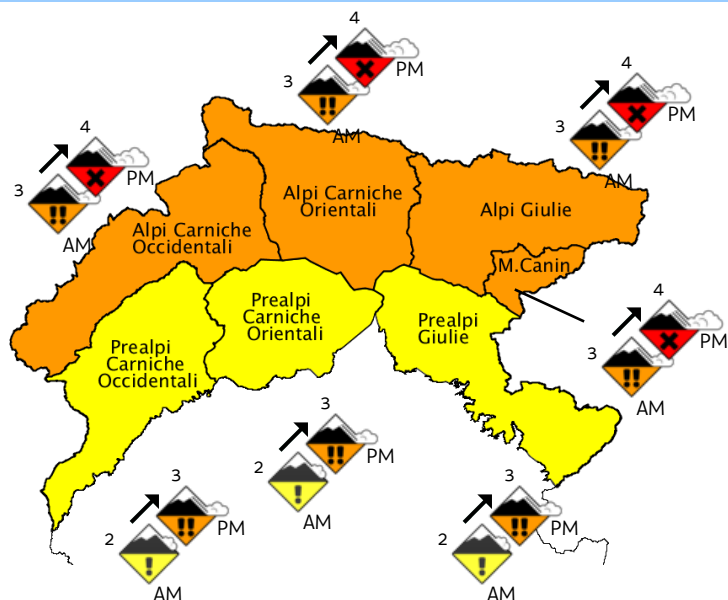 4
3
PM
AM
4
3
PM
AM
4
3
PM
AM
Alpi Carniche
Orientali
Alpi Giulie
Alpi Carniche
Occidentali
M.Canin
Prealpi
Carniche
Orientali
Prealpi
Giulie
4
3
PM
AM
Prealpi
Carniche
Occidentali
3
2
PM
AM
3
2
PM
AM
3
2
PM
AM